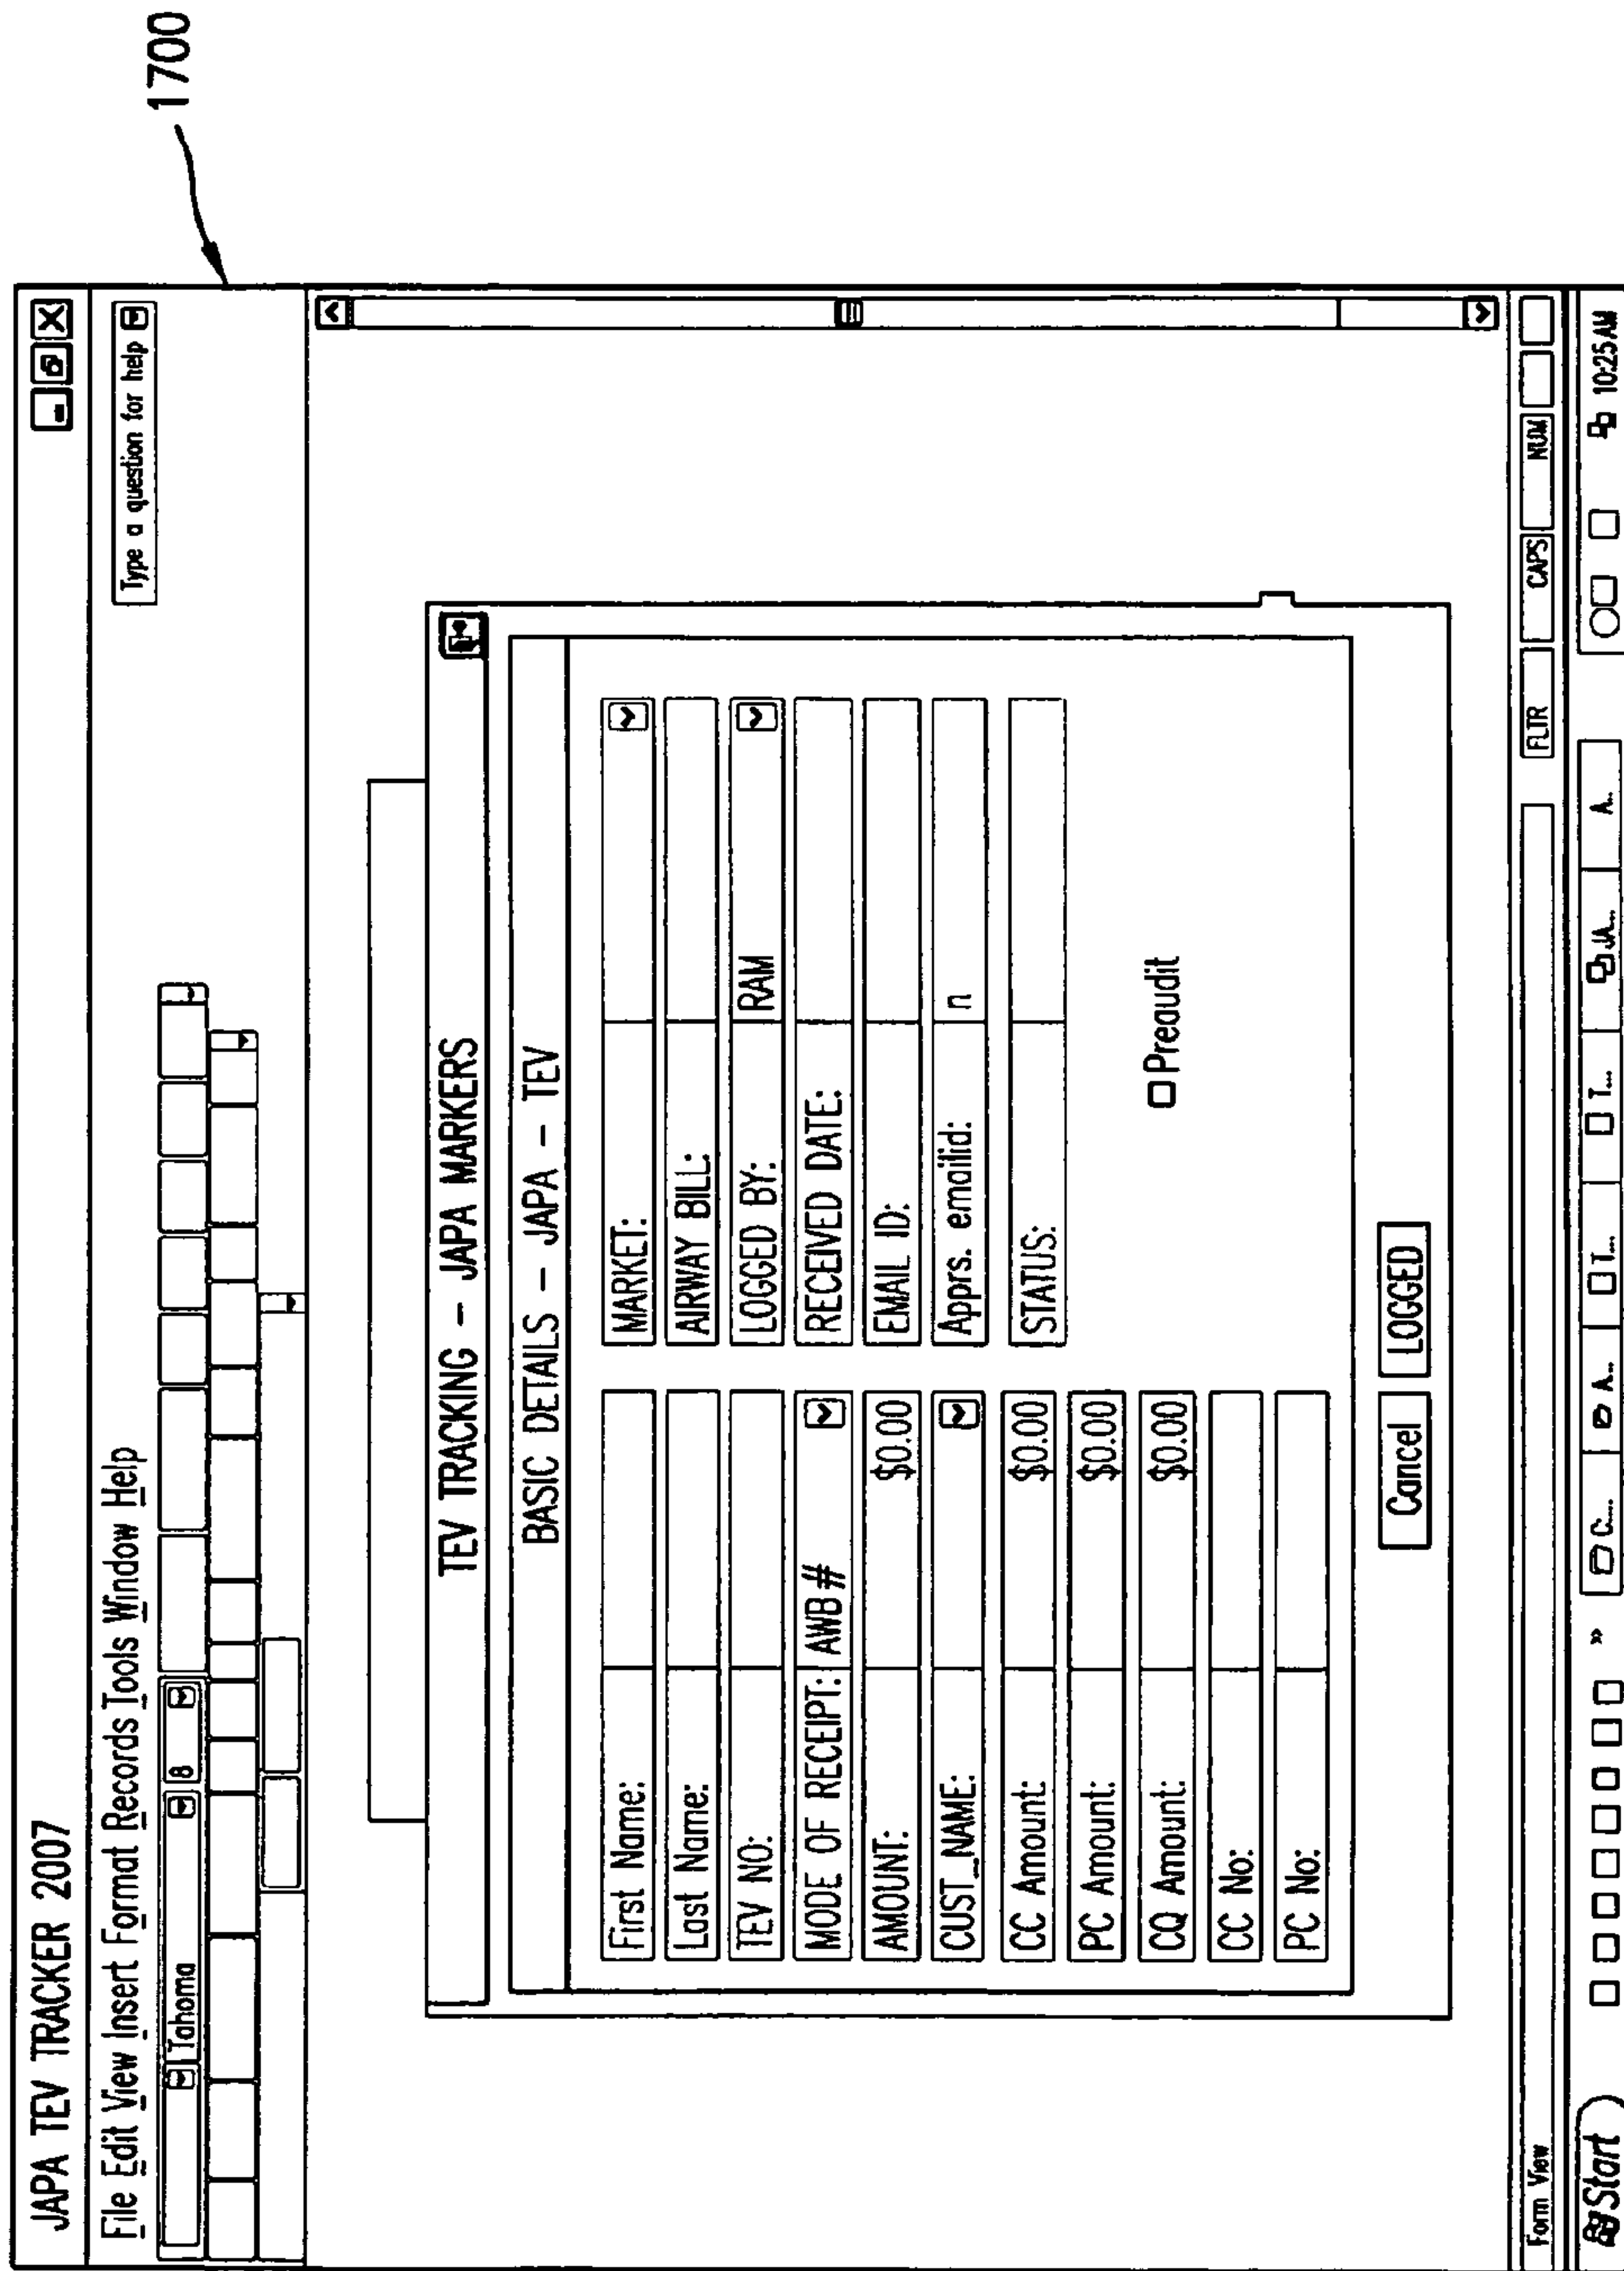 1700
JAPA TEV TRACKER 2007
File Edit View Insert Format Records Tools Window Help
Type a question for help
Tahoma 8
TEV TRACKING - JAPA MARKERS
BASIC DETAILS - JAPA - TEV
First Name:
Last Name:
TEV NO:
MODE OF RECEIPT: AWB#
AMOUNT: $0.00
CUST_NAME:
CC Amount: $0.00
PC Amount: $0.00
CQ Amount: $0.00
CC No:
PC No:
MARKET:
AIRWAY BILL:
LOGGED BY: RAM
RECEIVED DATE:
EMAIL ID:
Apprs. emailid: n
STATUS:
Preaudit
Cancel LOGGED
Form View FLTR CAPS NUM
Start » C... A... T... T... JA... A... 10:25 AM